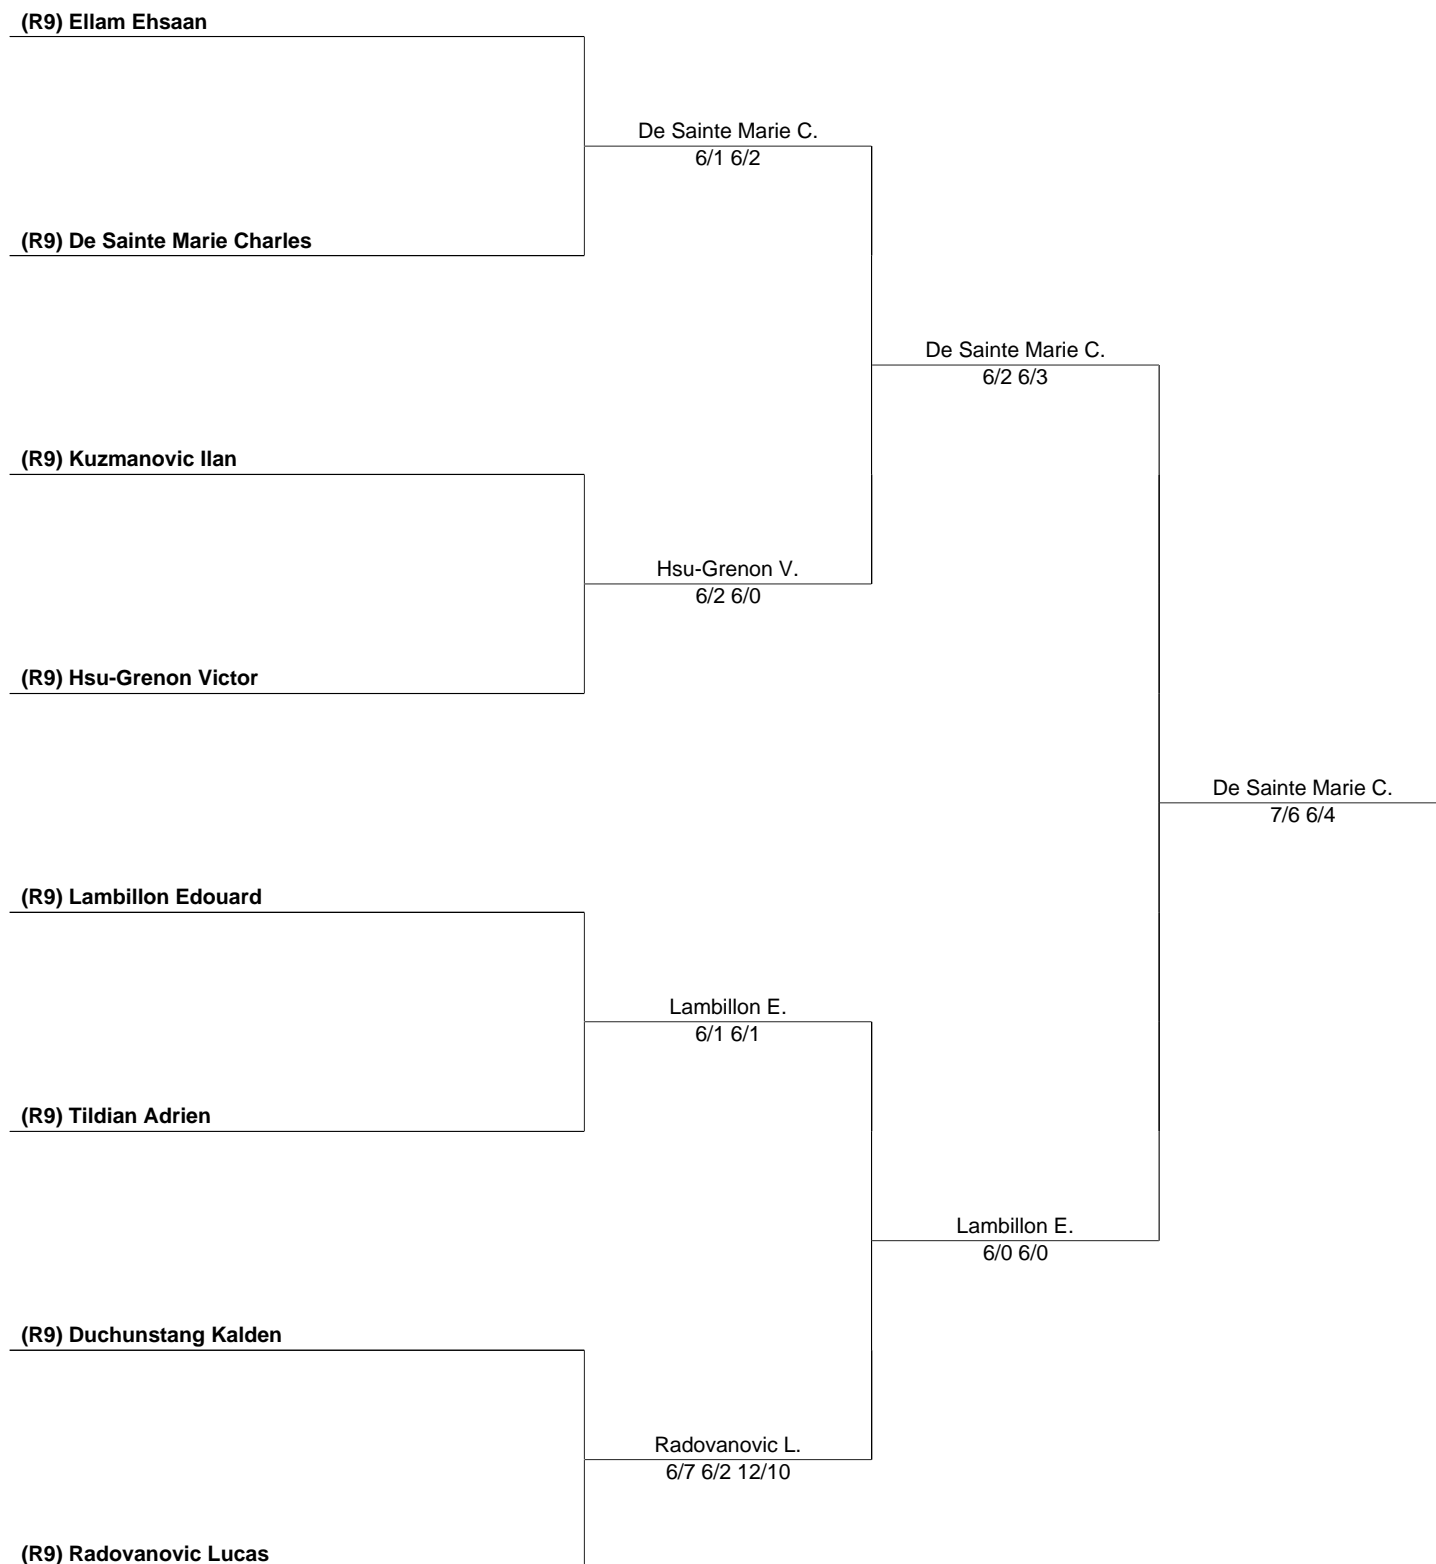 (R9) Ellam Ehsaan
De Sainte Marie C.
6/1 6/2
(R9) De Sainte Marie Charles
De Sainte Marie C.
6/2 6/3
(R9) Kuzmanovic Ilan
Hsu-Grenon V.
6/2 6/0
(R9) Hsu-Grenon Victor
De Sainte Marie C.
7/6 6/4
(R9) Lambillon Edouard
Lambillon E.
6/1 6/1
(R9) Tildian Adrien
Lambillon E.
6/0 6/0
(R9) Duchunstang Kalden
Radovanovic L.
6/7 6/2 12/10
(R9) Radovanovic Lucas